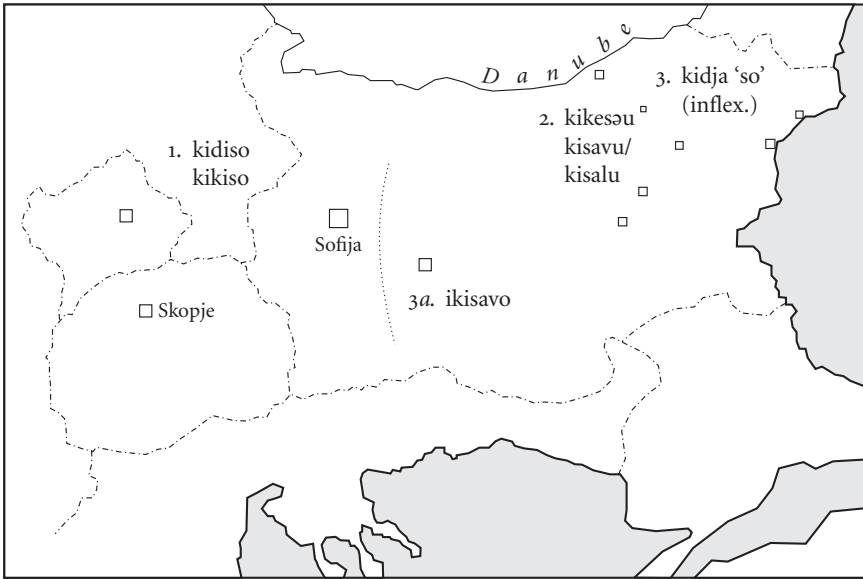 Danube
3. kidja ‘so’
(inflex.)
2. kikesəu
kisavu/
kisalu
1. kidiso
kikiso
Sofija
3a. ikisavo
Skopje